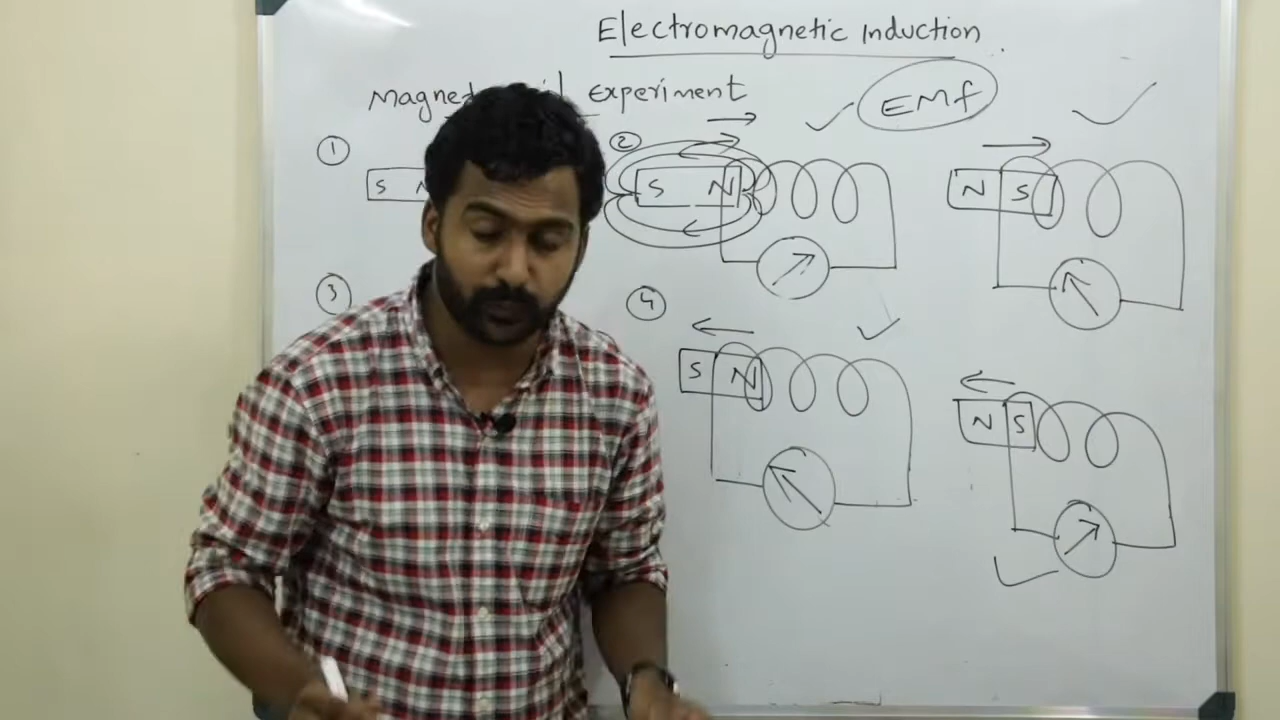 Electromagnetic Induction
experiment
EMf
①
②
S
S N
N S
③
④
S N
N S